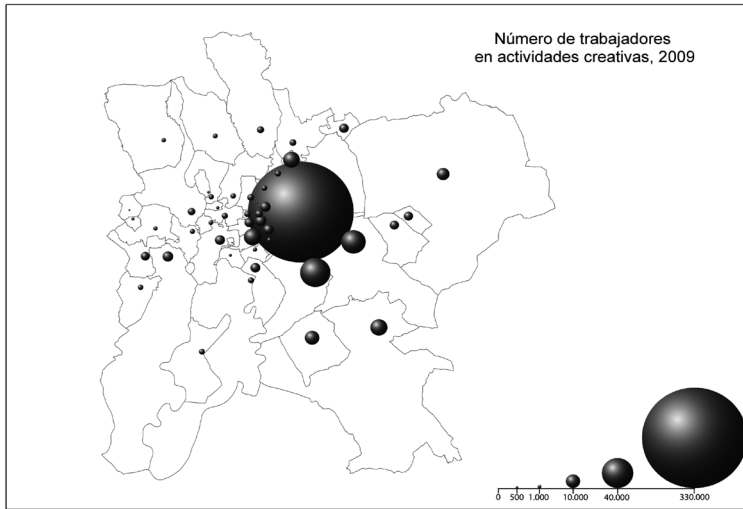 Número de trabajadores
en actividades creativas, 2009
0 500 1.000 10.000 40.000 330.000